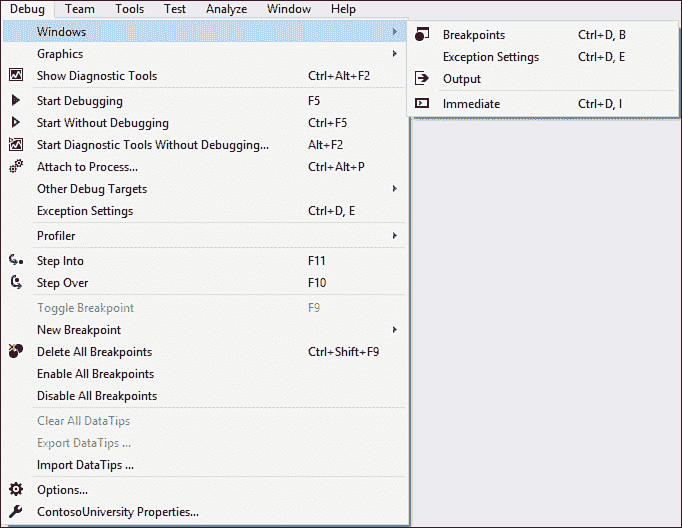 Debug Team Tools Test Analyze Window Help
Windows
Graphics
Show Diagnostic Tools Ctrl+Alt+F2
Start Debugging F5
Start Without Debugging Ctrl+F5
Start Diagnostic Tools Without Debugging... Alt+F2
Attach to Process... Ctrl+Alt+P
Other Debug Targets
Exception Settings Ctrl+D, E
Profiler
Step Into F11
Step Over F10
Toggle Breakpoint F9
New Breakpoint
Delete All Breakpoints Ctrl+Shift+F9
Enable All Breakpoints
Disable All Breakpoints
Clear All DataTips
Export DataTips ...
Import DataTips ...
Options...
ContosoUniversity Properties...
Breakpoints Ctrl+D, B
Exception Settings Ctrl+D, E
Output
Immediate Ctrl+D, I